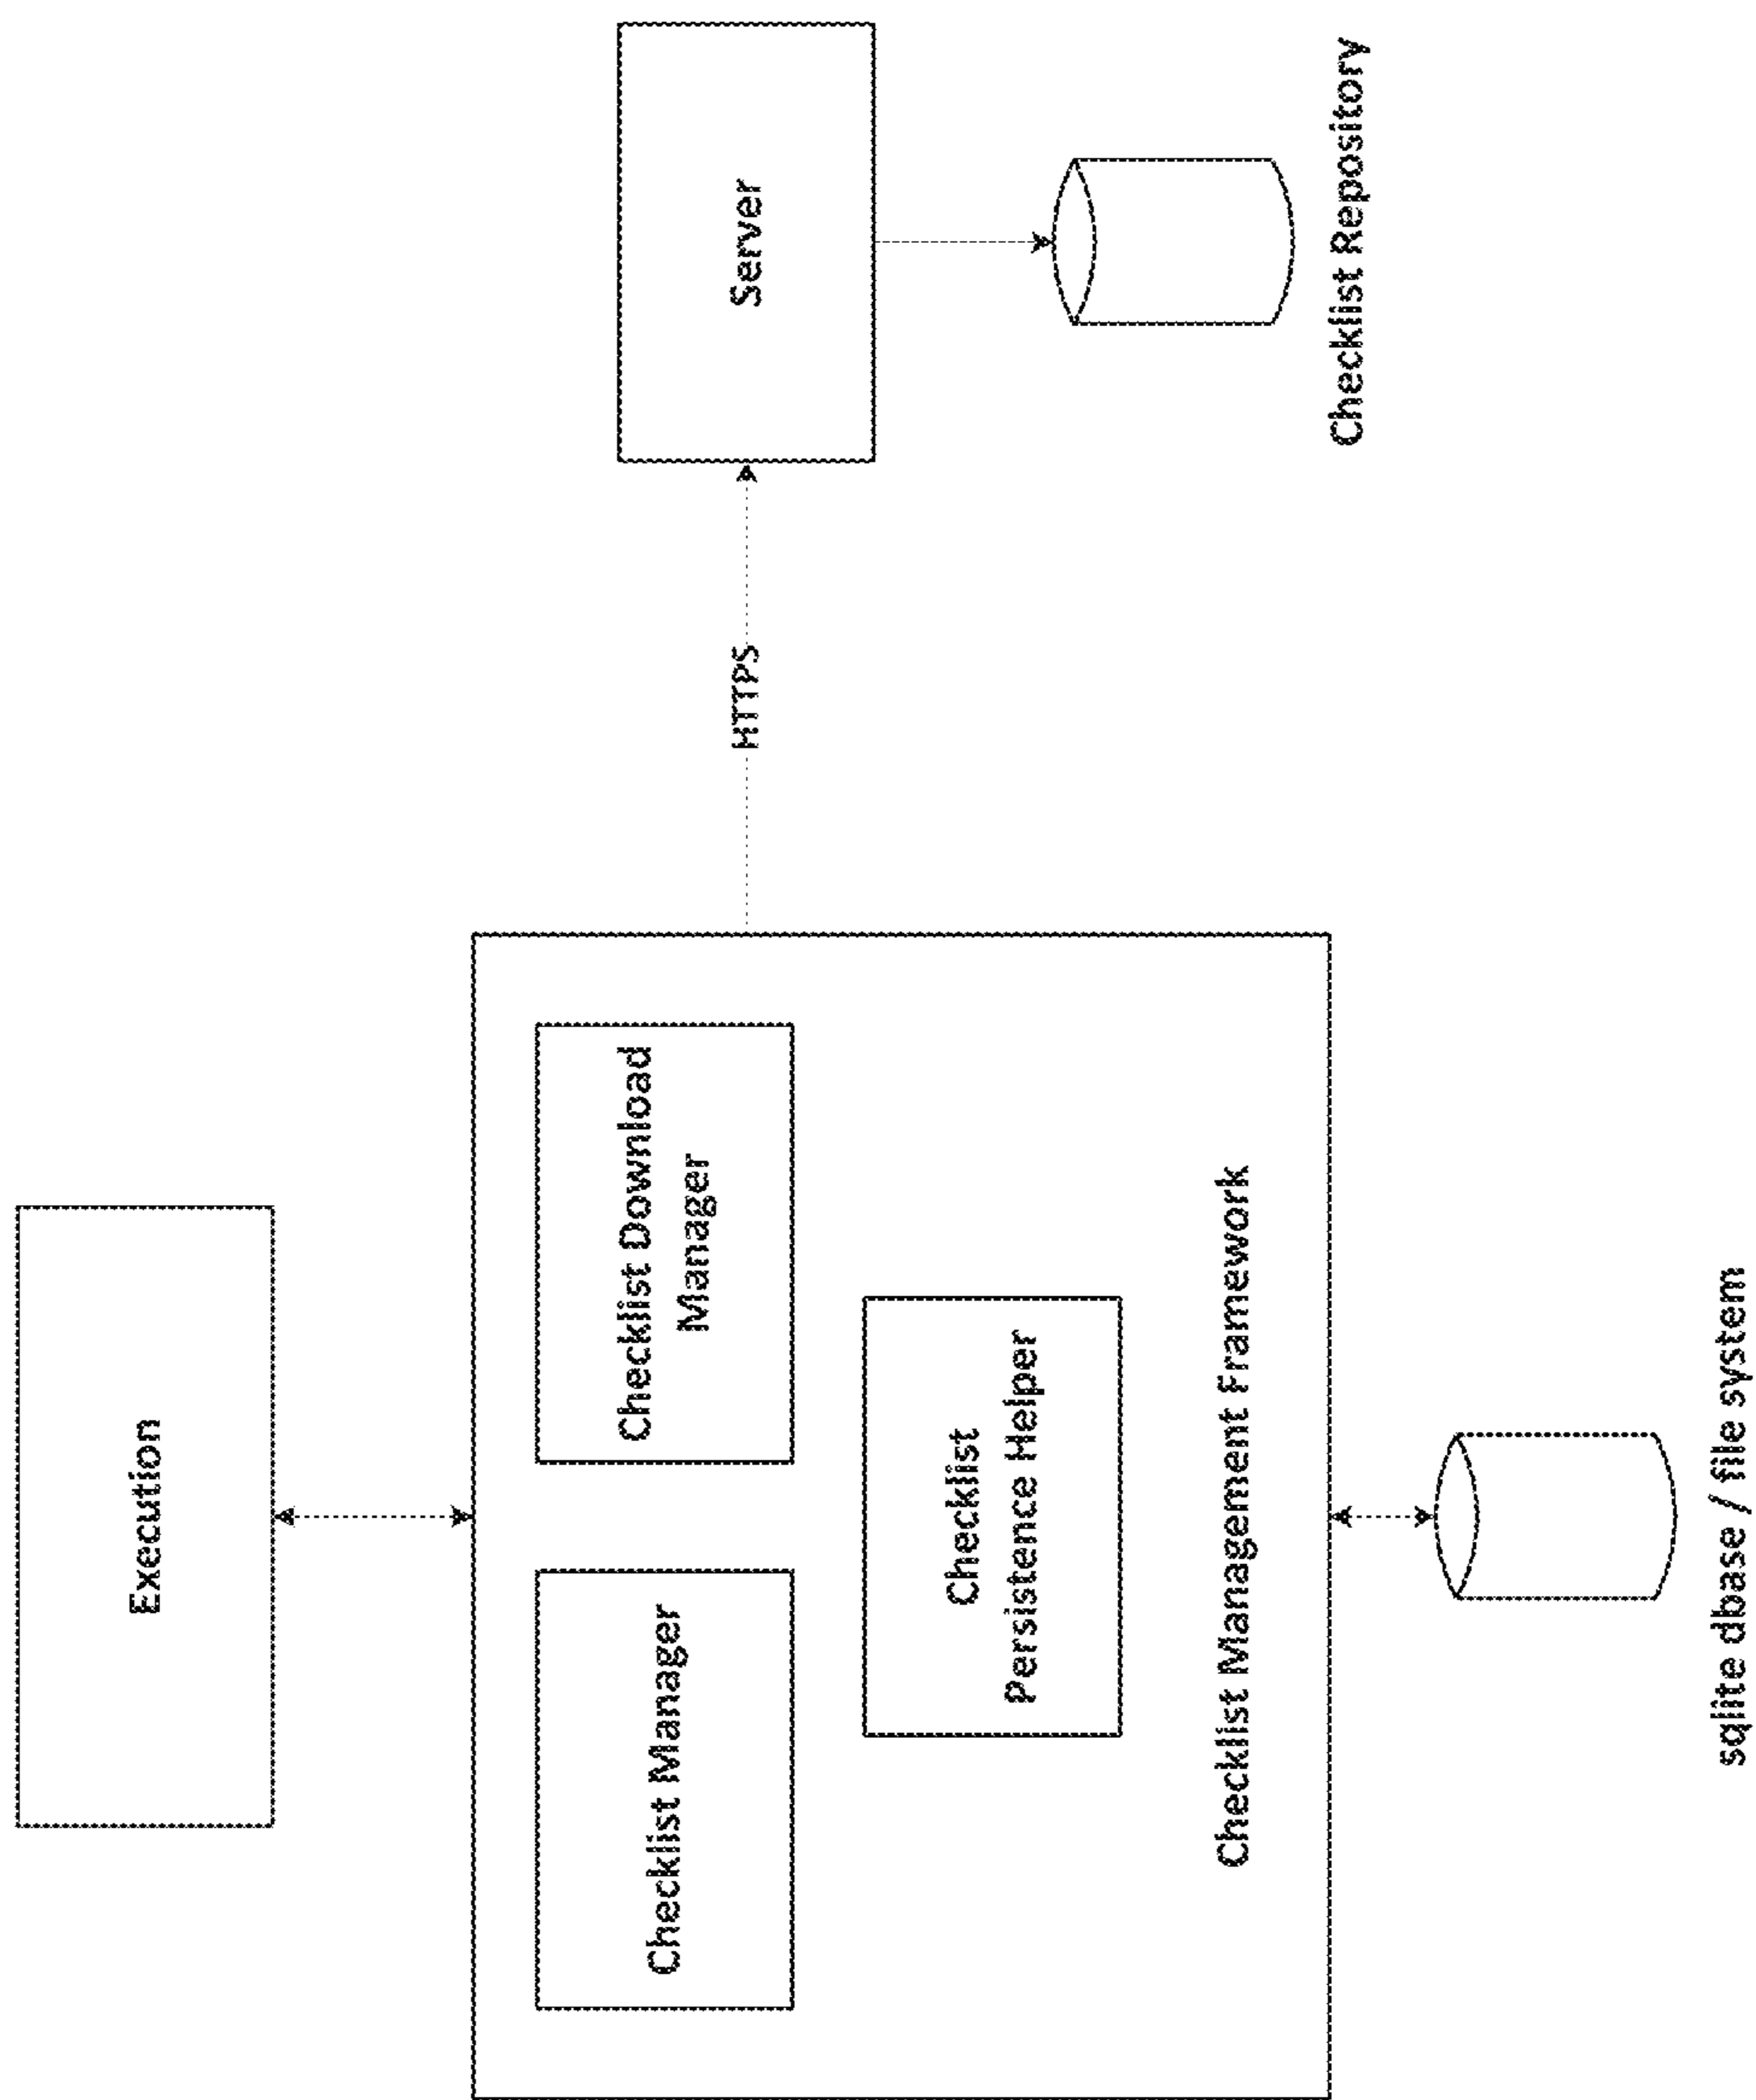 Execution
Checklist Manager
Checklist Download
Manager
Checklist
Persistence Helper
Checklist Management Framework
sqlite dbase / file system
HTTPS
Server
Checklist Repository